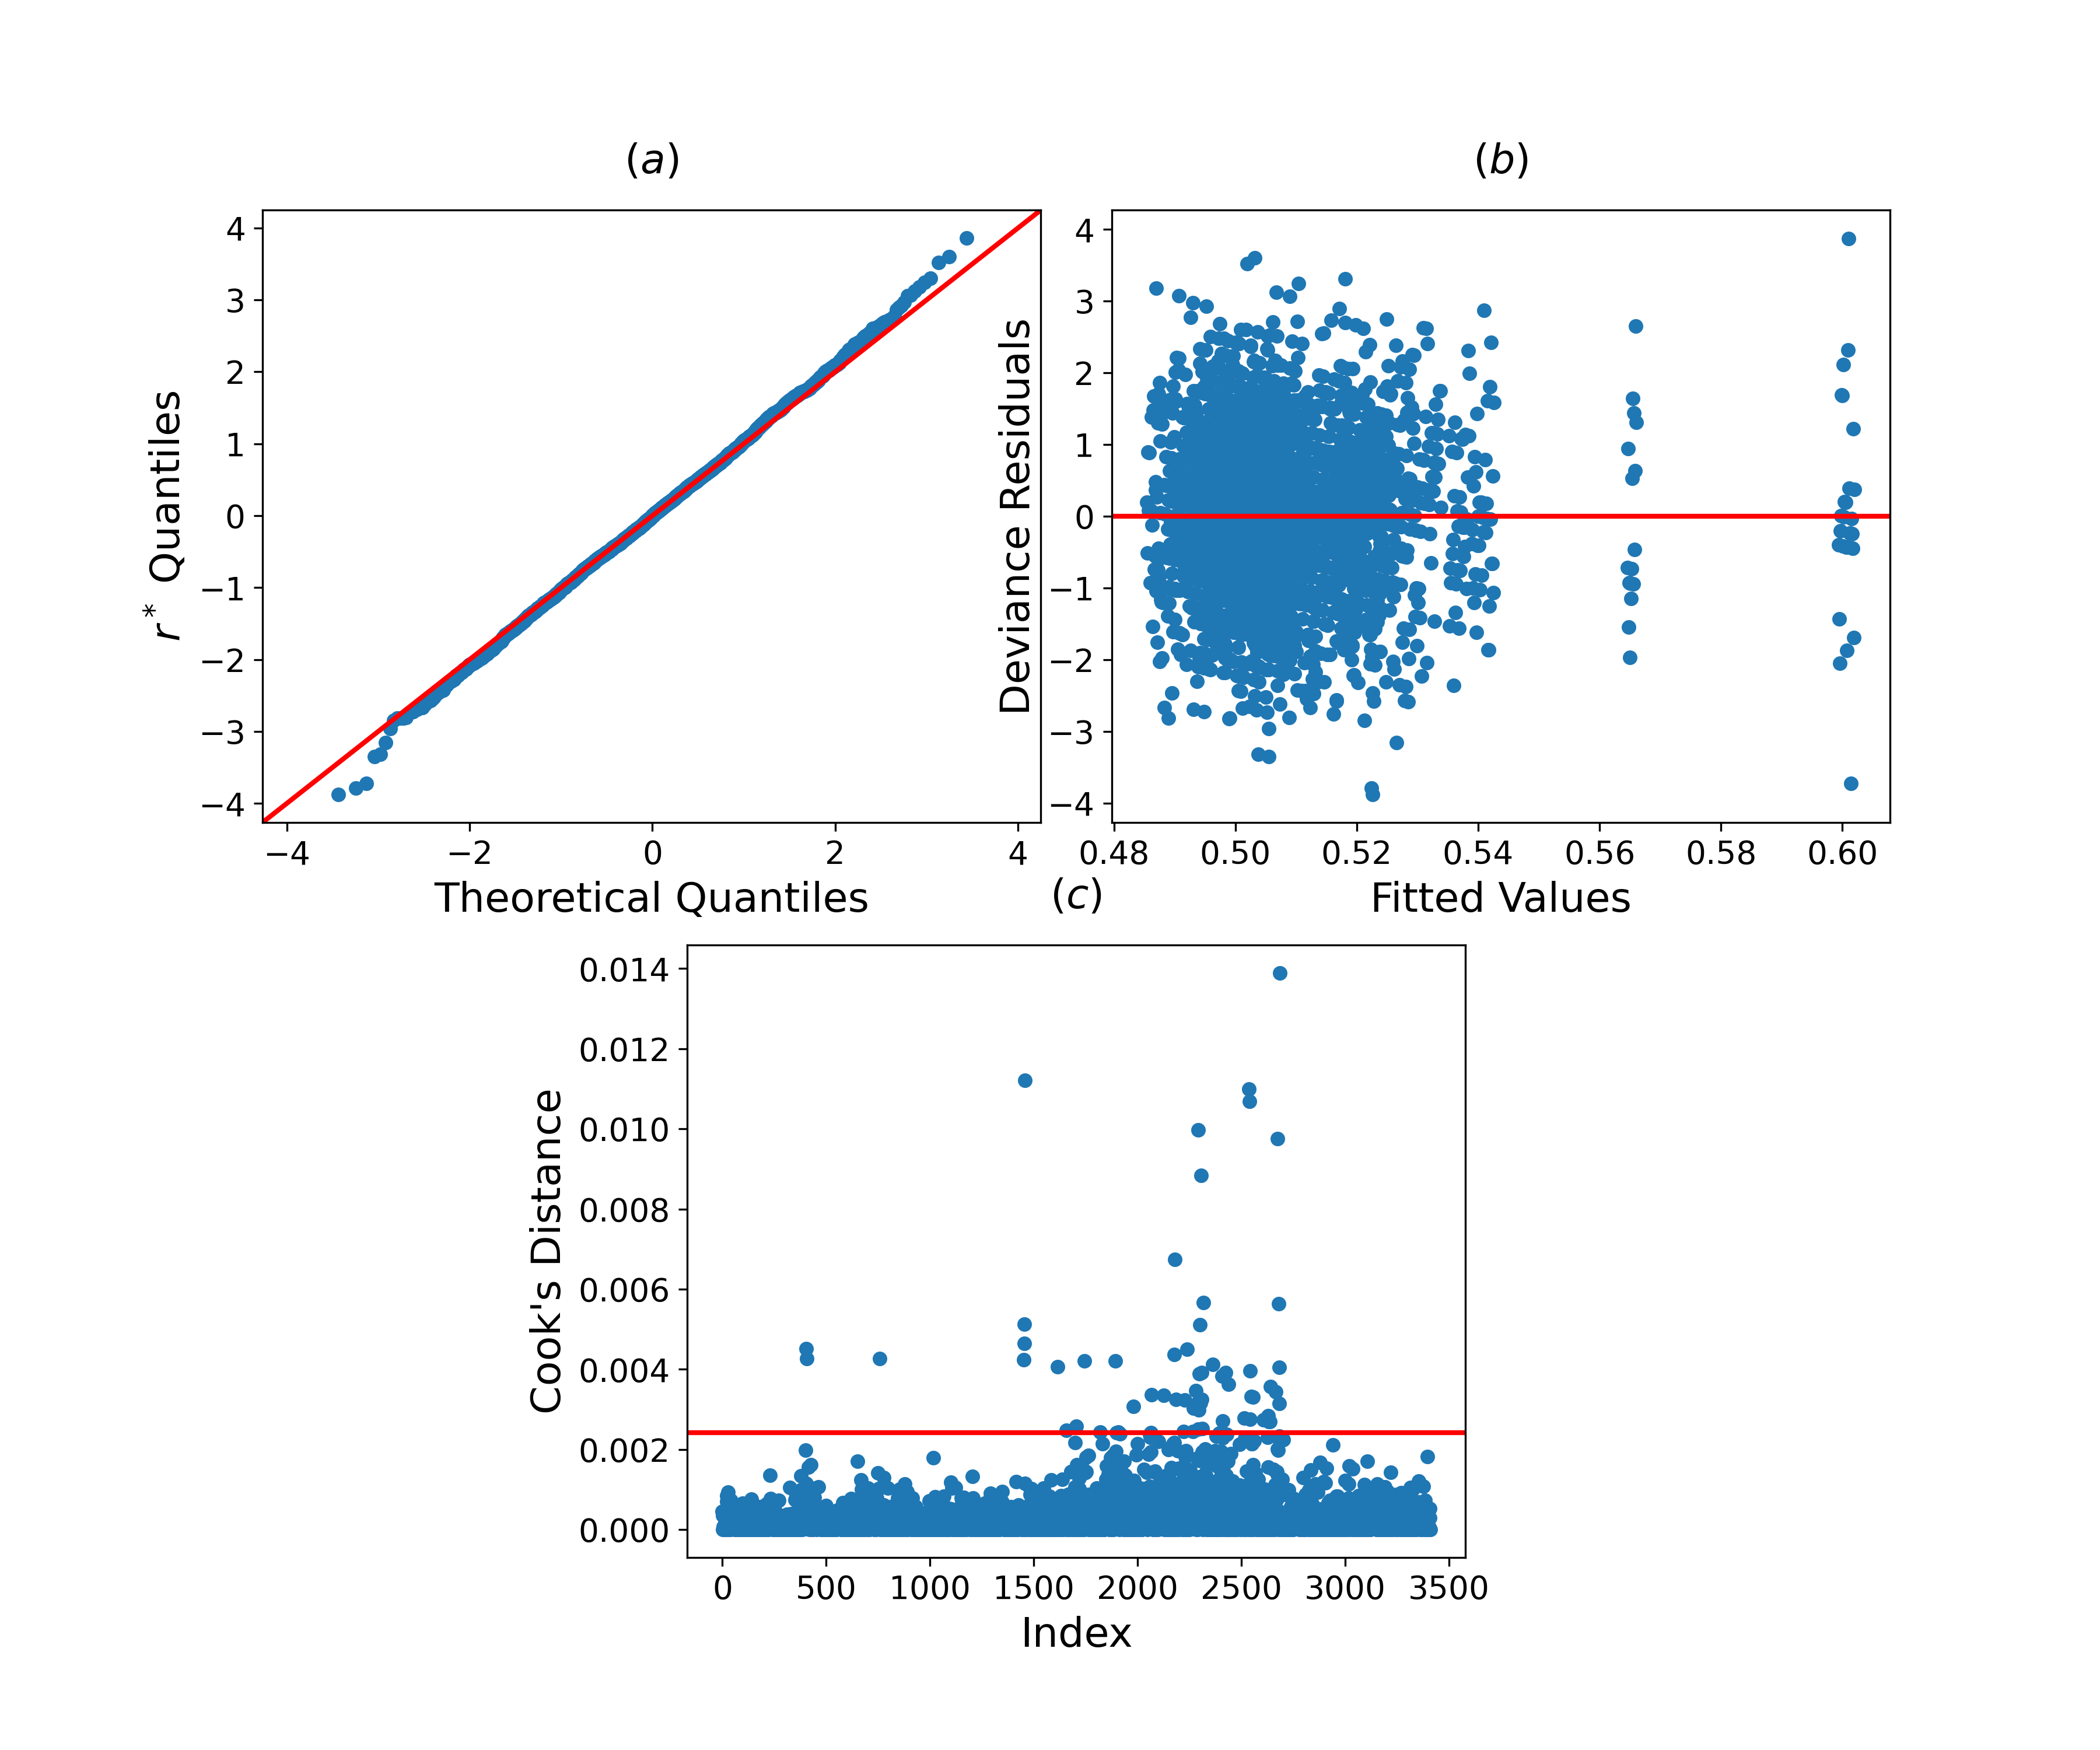 (a)
4
3
2
1
0
−1
−2
−3
−4
r* Quantiles
−4 −2 0 2 4
Theoretical Quantiles
(b)
4
3
2
1
0
−1
−2
−3
−4
Deviance Residuals
0.48 0.50 0.52 0.54 0.56 0.58 0.60
Fitted Values
(c)
0.014
0.012
0.010
0.008
0.006
0.004
0.002
0.000
Cook's Distance
0 500 1000 1500 2000 2500 3000 3500
Index